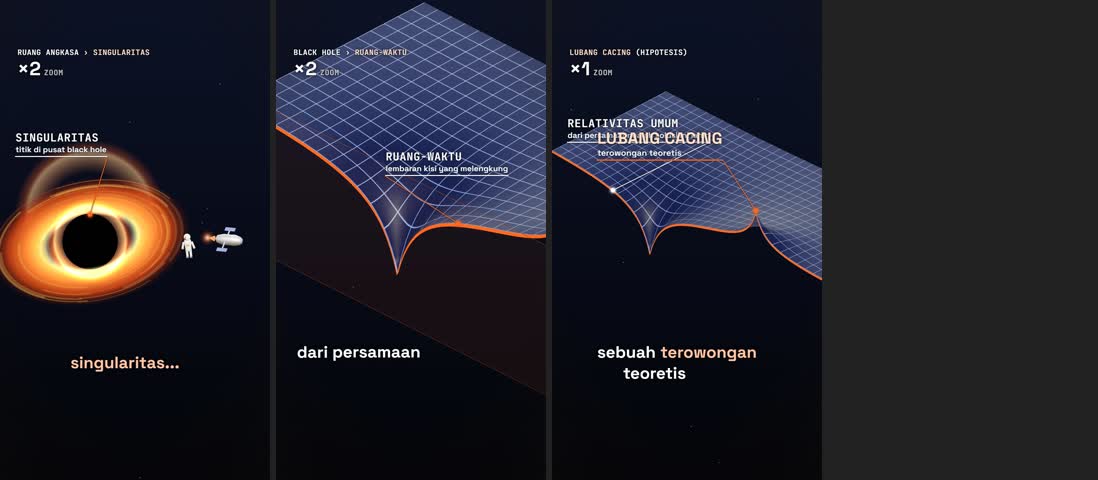 RUANG ANGKASA › SINGULARITAS
×2 ZOOM
SINGULARITAS
titik di pusat black hole
singularitas...
BLACK HOLE › RUANG-WAKTU
×2 ZOOM
RUANG-WAKTU
lembaran kisi yang melengkung
dari persamaan
LUBANG CACING (HIPOTESIS)
×1 ZOOM
RELATIVITAS UMUM
dari
LUBANG CACING
terowongan teoretis
sebuah terowongan
teoretis